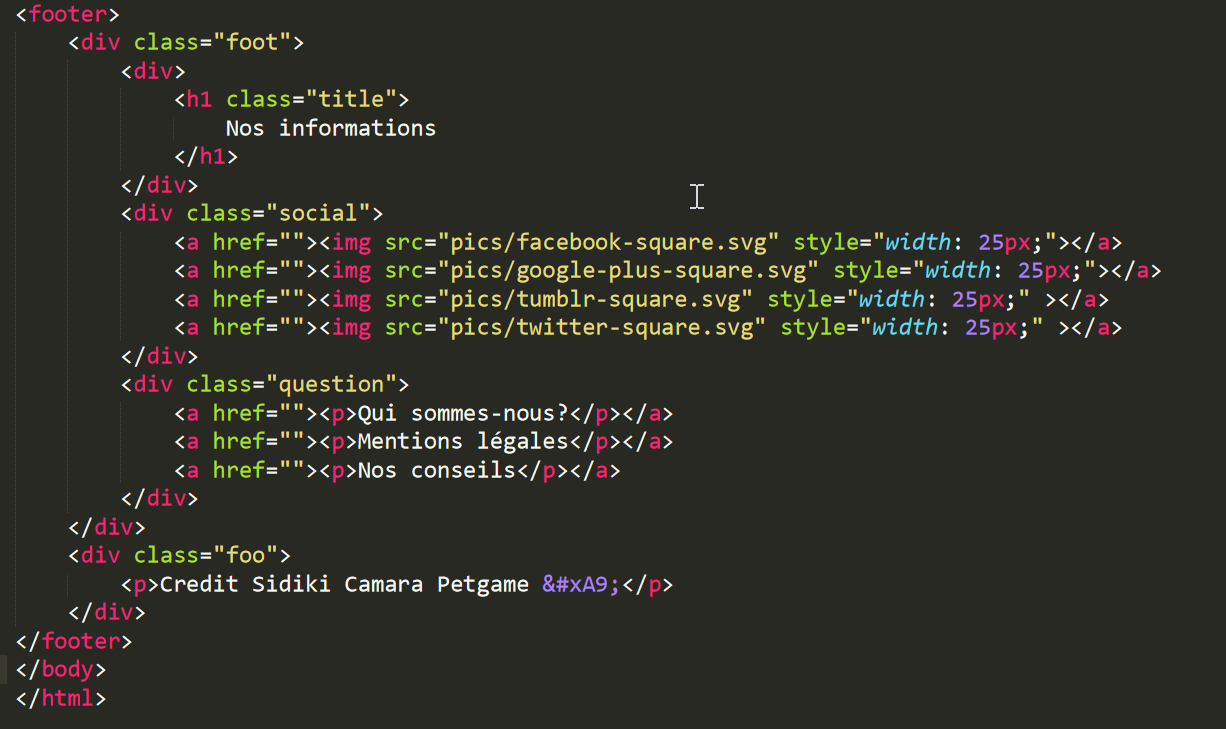 <footer>
    <div class="foot">
        <div>
            <h1 class="title">
                Nos informations
            </h1>
        </div>
        <div class="social">
            <a href=""><img src="pics/facebook-square.svg" style="width: 25px;"></a>
            <a href=""><img src="pics/google-plus-square.svg" style="width: 25px;"></a>
            <a href=""><img src="pics/tumblr-square.svg" style="width: 25px;" ></a>
            <a href=""><img src="pics/twitter-square.svg" style="width: 25px;" ></a>
        </div>
        <div class="question">
            <a href=""><p>Qui sommes-nous?</p></a>
            <a href=""><p>Mentions légales</p></a>
            <a href=""><p>Nos conseils</p></a>
        </div>
    </div>
    <div class="foo">
        <p>Credit Sidiki Camara Petgame &#xA9;</p>
    </div>
</footer>
</body>
</html>